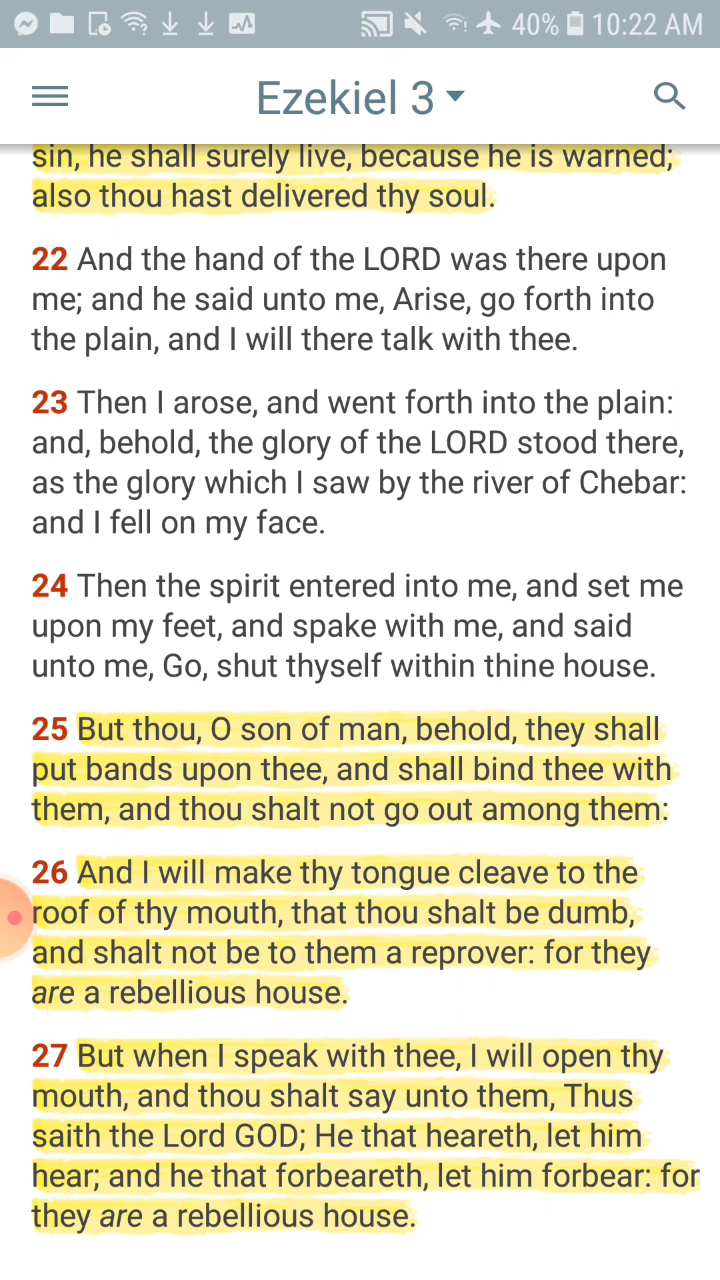 40% 10:22 AM
Ezekiel 3
sin, he shall surely live, because he is warned;
also thou hast delivered thy soul.
22 And the hand of the LORD was there upon
me; and he said unto me, Arise, go forth into
the plain, and I will there talk with thee.
23 Then I arose, and went forth into the plain:
and, behold, the glory of the LORD stood there,
as the glory which I saw by the river of Chebar:
and I fell on my face.
24 Then the spirit entered into me, and set me
upon my feet, and spake with me, and said
unto me, Go, shut thyself within thine house.
25 But thou, O son of man, behold, they shall
put bands upon thee, and shall bind thee with
them, and thou shalt not go out among them:
26 And I will make thy tongue cleave to the
roof of thy mouth, that thou shalt be dumb,
and shalt not be to them a reprover: for they
are a rebellious house.
27 But when I speak with thee, I will open thy
mouth, and thou shalt say unto them, Thus
saith the Lord GOD; He that heareth, let him
hear; and he that forbeareth, let him forbear: for
they are a rebellious house.